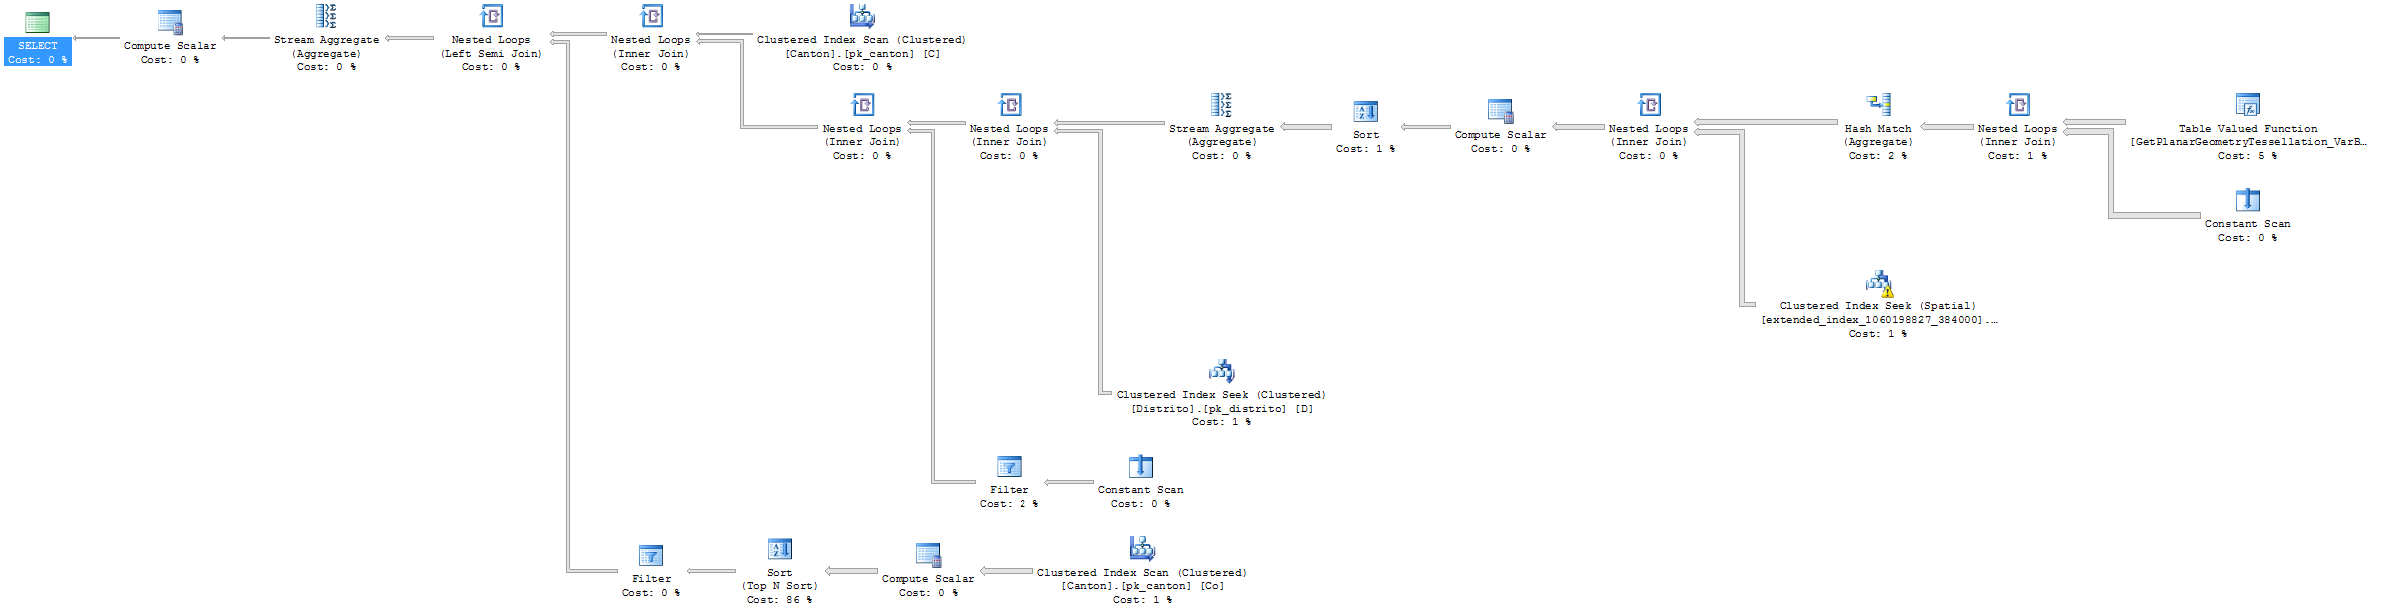 SELECT
Cost: 0 %
Compute Scalar
Cost: 0 %
Stream Aggregate
(Aggregate)
Cost: 0 %
Nested Loops
(Left Semi Join)
Cost: 0 %
Nested Loops
(Inner Join)
Cost: 0 %
Clustered Index Scan (Clustered)
[Canton].[pk_canton] [C]
Cost: 0 %
Nested Loops
(Inner Join)
Cost: 0 %
Nested Loops
(Inner Join)
Cost: 0 %
Stream Aggregate
(Aggregate)
Cost: 0 %
Sort
Cost: 1 %
Compute Scalar
Cost: 0 %
Nested Loops
(Inner Join)
Cost: 0 %
Hash Match
(Aggregate)
Cost: 2 %
Nested Loops
(Inner Join)
Cost: 1 %
Table Valued Function
[GetPlanarGeometryTessellation_VarB…
Cost: 5 %
Constant Scan
Cost: 0 %
Clustered Index Seek (Spatial)
[extended_index_1060198827_384000].…
Cost: 1 %
Clustered Index Seek (Clustered)
[Distrito].[pk_distrito] [D]
Cost: 1 %
Filter
Cost: 2 %
Constant Scan
Cost: 0 %
Filter
Cost: 0 %
Sort
(Top N Sort)
Cost: 86 %
Compute Scalar
Cost: 0 %
Clustered Index Scan (Clustered)
[Canton].[pk_canton] [Co]
Cost: 1 %